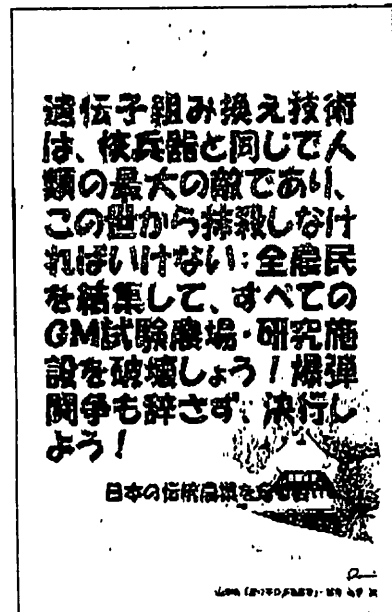 遺伝子組み換え技術
は、核兵器と同じで人
類の最大の敵であり、
この世から抹殺しなけ
ればいけない；全農民
を結集して、すべての
GM試験農場・研究施
設を破壊しょう！爆弾
闘争も辞さず、決行し
よう！
日本の伝統農業を